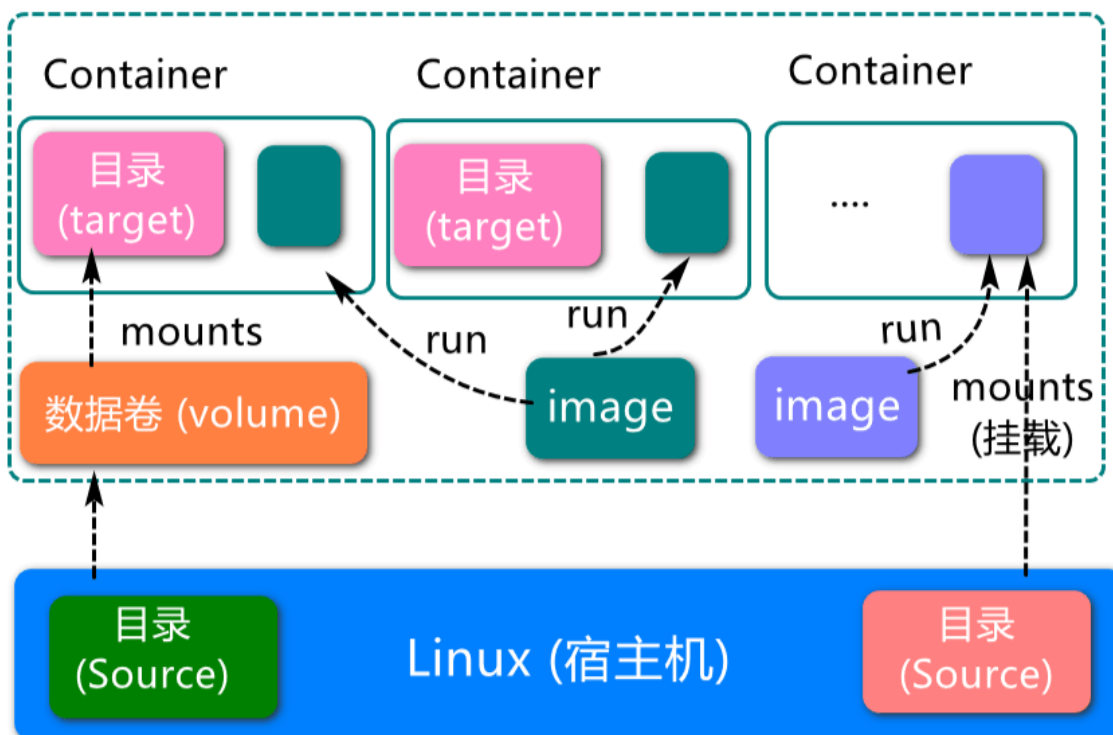 Container
Container
Container
目录
(target)
目录
(target)
....
mounts
run
run
run
数据卷 (volume)
image
image
mounts
(挂载)
目录
(Source)
Linux (宿主机)
目录
(Source)